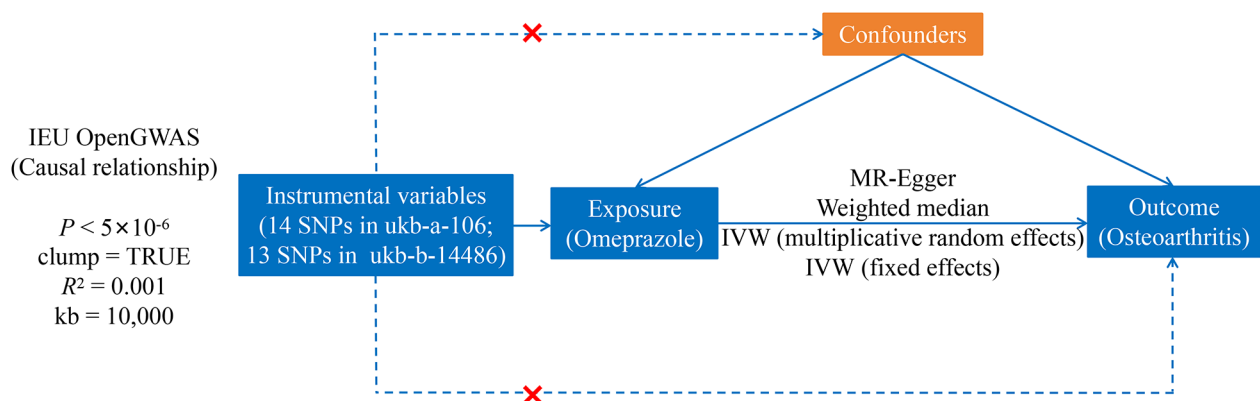 Confounders
IEU OpenGWAS
(Causal relationship)
P < 5×10⁻⁶
clump = TRUE
R² = 0.001
kb = 10,000
Instrumental variables
(14 SNPs in ukb-a-106;
13 SNPs in ukb-b-14486)
Exposure
(Omeprazole)
MR-Egger
Weighted median
IVW (multiplicative random effects)
IVW (fixed effects)
Outcome
(Osteoarthritis)